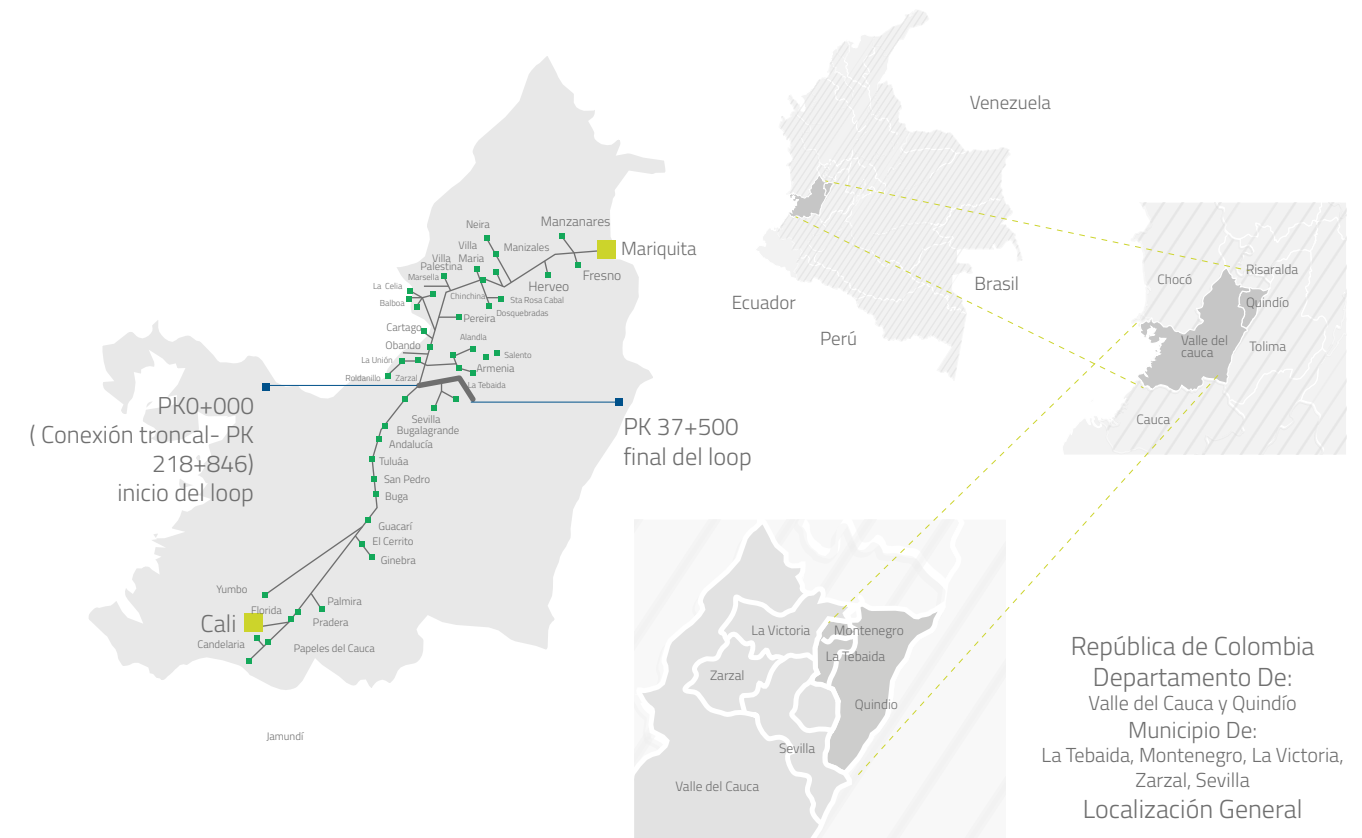 Venezuela
Brasil
Ecuador
Perú
Neira
Manzanares
Villa
Manizales
Mariquita
Villa
Maria
Palestina
Fresno
Marsella
Herveo
La Celia
Chinchina
Sta Rosa Cabal
Balboa
Dosquebradas
Pereira
Cartago
Alandia
Obando
La Unión
Salento
Armenia
Roldanillo
Zarzal
La Tebaida
PK0+000
( Conexión troncal- PK
218+846)
inicio del loop
PK 37+500
final del loop
Sevilla
Bugalagrande
Andalucía
Tuluáa
San Pedro
Buga
Guacarí
El Cerrito
Ginebra
Yumbo
Palmira
Florida
Pradera
Cali
Candelaria
Papeles del Cauca
Jamundí
Chocó
Risaralda
Quindío
Valle del
cauca
Tolima
Cauca
La Victoria
Montenegro
La Tebaida
Zarzal
Quindio
Sevilla
Valle del Cauca
República de Colombia
Departamento De:
Valle del Cauca y Quindío
Municipio De:
La Tebaida, Montenegro, La Victoria,
Zarzal, Sevilla
Localización General